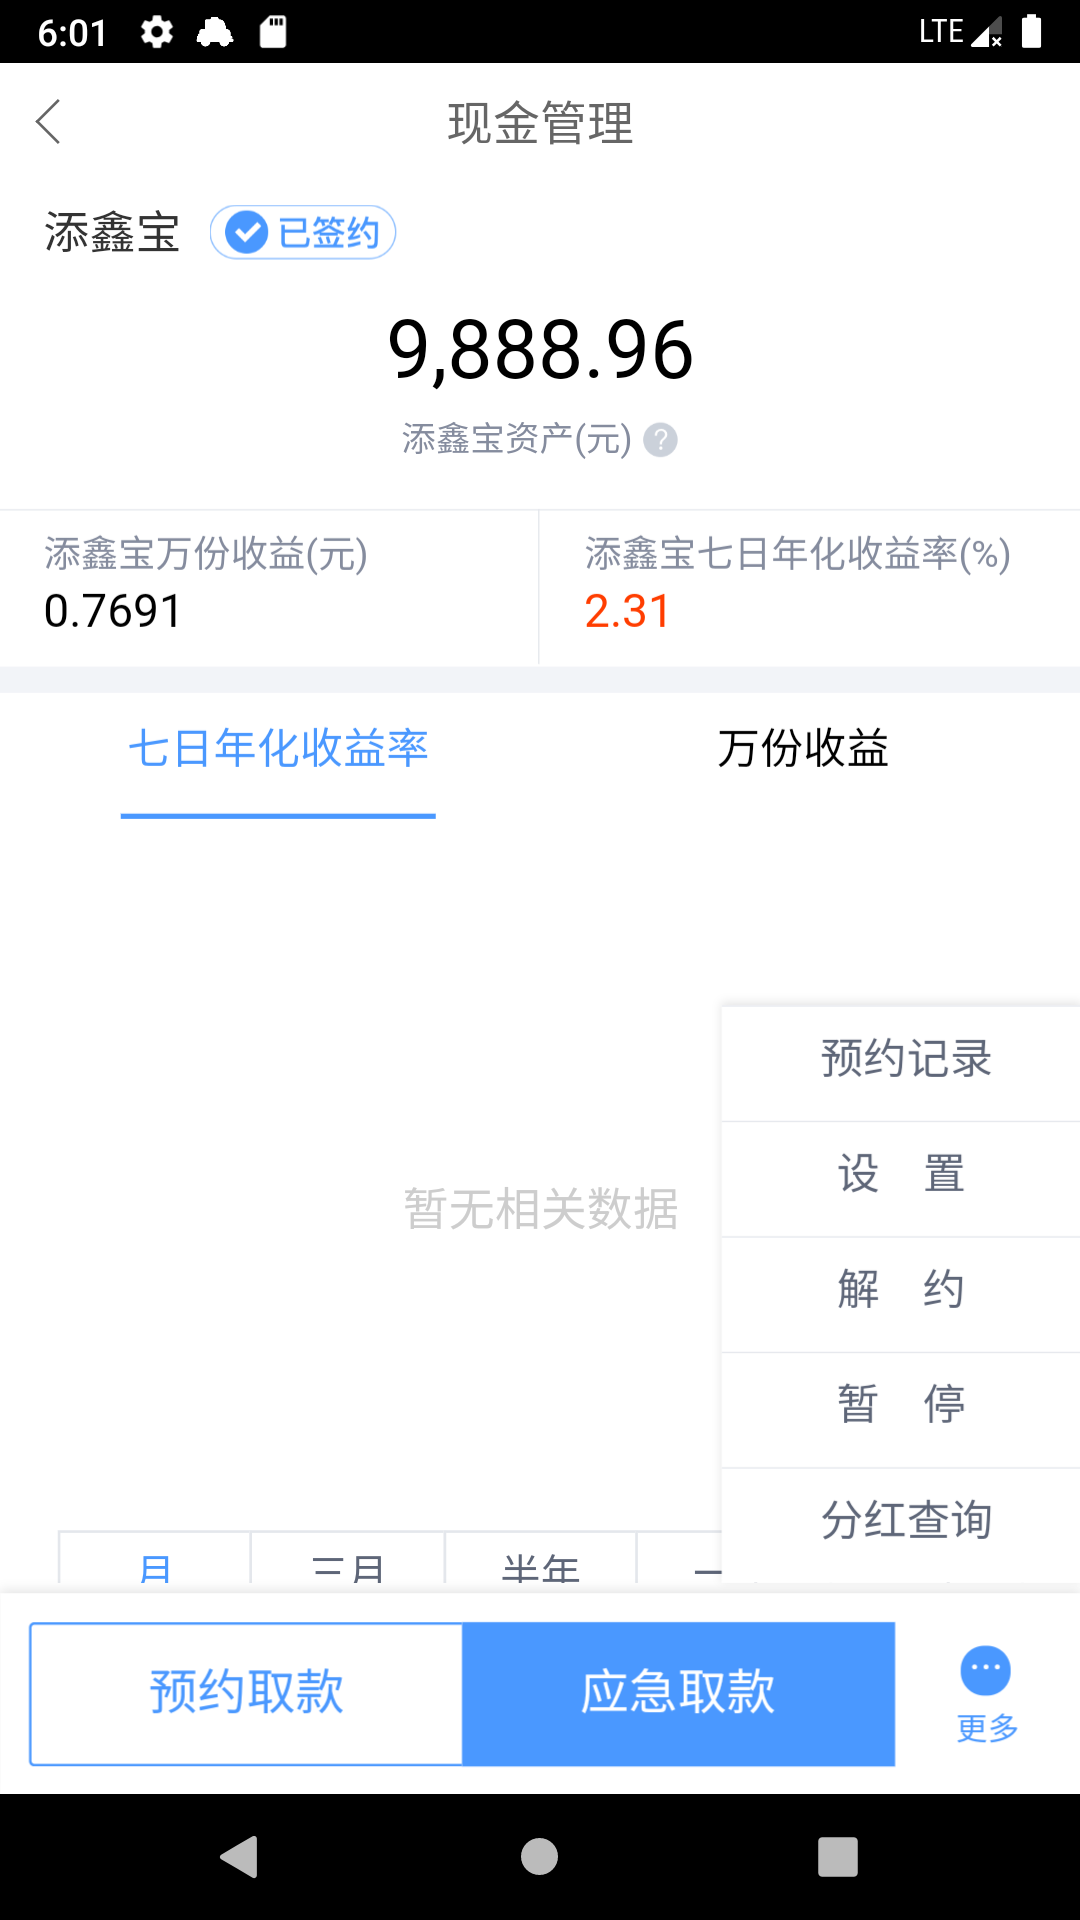 6:01
LTE
现金管理
添鑫宝 已签约
9,888.96
添鑫宝资产(元) ?
添鑫宝万份收益(元)
添鑫宝七日年化收益率(%)
0.7691
2.31
七日年化收益率
万份收益
预约记录
设 置
暂无相关数据
解 约
暂 停
分红查询
月
三月
半年
一
预约取款
应急取款
更多